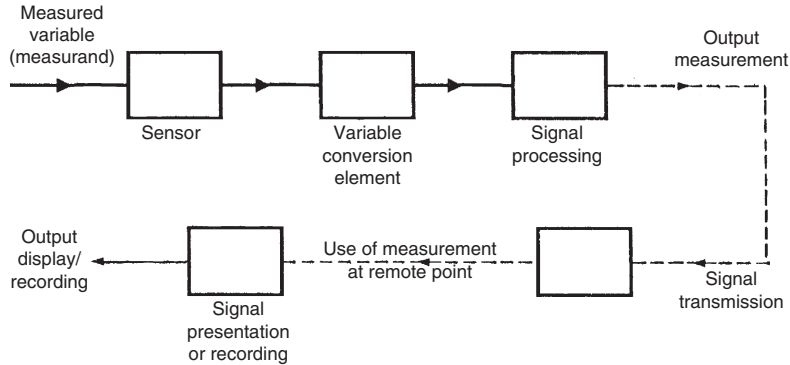 Measured
variable
(measurand)
Sensor
Variable
conversion
element
Signal
processing
Output
measurement
Output
display/
recording
Signal
presentation
or recording
Use of measurement
at remote point
Signal
transmission